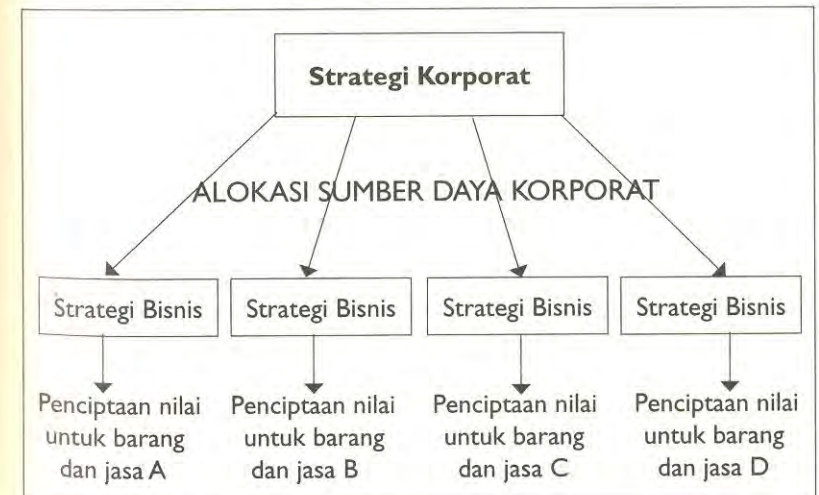 Strategi Korporat
ALOKASI SUMBER DAYA KORPORAT
Strategi Bisnis
Strategi Bisnis
Strategi Bisnis
Strategi Bisnis
Penciptaan nilai
untuk barang
dan jasa A
Penciptaan nilai
untuk barang
dan jasa B
Penciptaan nilai
untuk barang
dan jasa C
Penciptaan nilai
untuk barang
dan jasa D